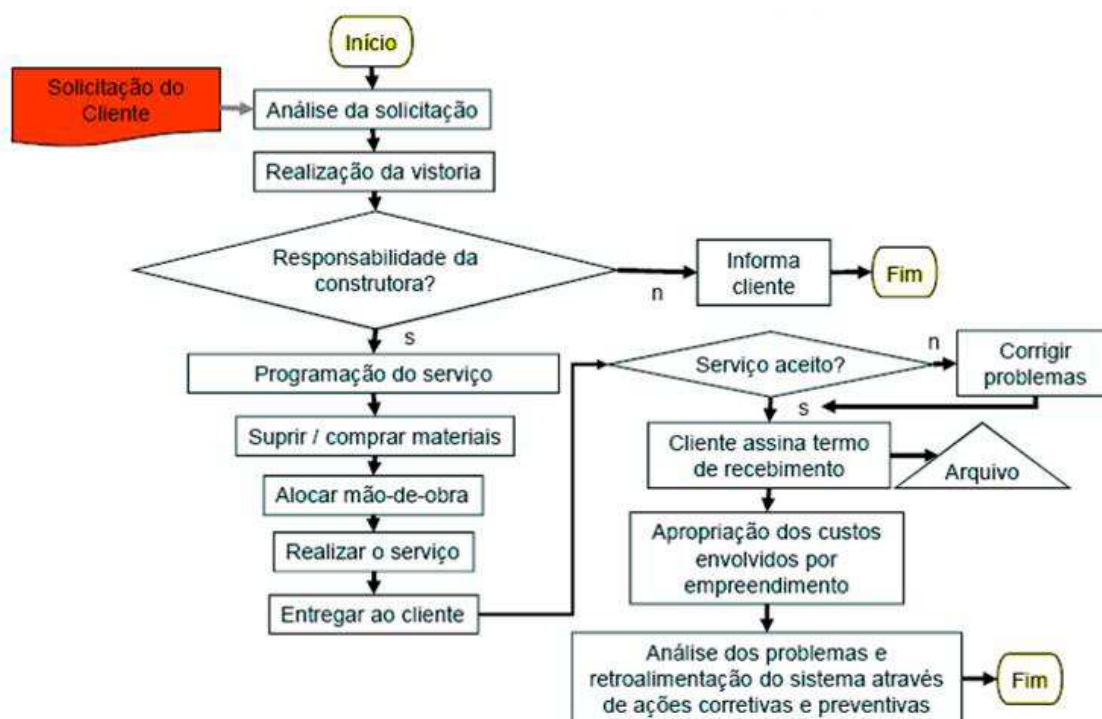 Início
Solicitação do
Cliente
Análise da solicitação
Realização da vistoria
Responsabilidade da
construtora?
n
Informa
cliente
Fim
s
Programação do serviço
Suprir / comprar materiais
Alocar mão-de-obra
Realizar o serviço
Entregar ao cliente
Serviço aceito?
n
Corrigir
problemas
s
Cliente assina termo
de recebimento
Arquivo
Apropriação dos custos
envolvidos por
empreendimento
Análise dos problemas e
retroalimentação do sistema através
de ações corretivas e preventivas
Fim